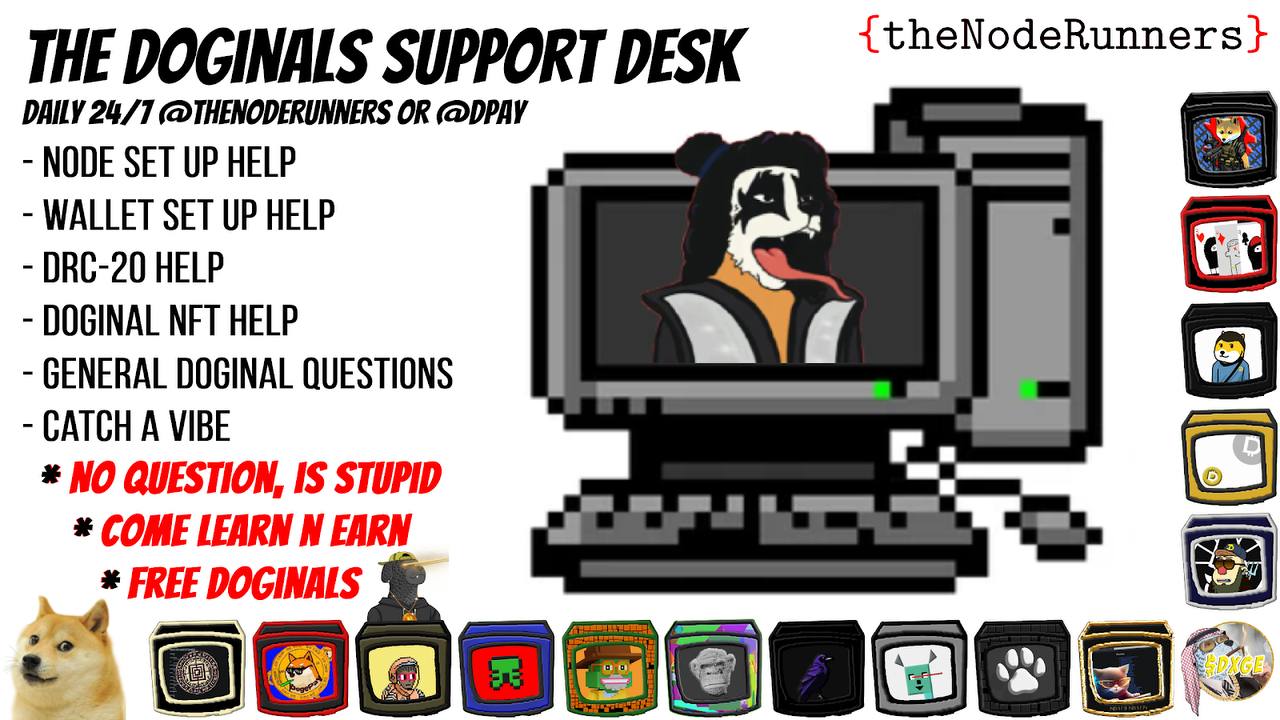 THE DOGINALS SUPPORT DESK
{theNodeRunners}
DAILY 24/7 @THENODERUNNERS OR @DPAY
- NODE SET UP HELP
- WALLET SET UP HELP
- DRC-20 HELP
- DOGINAL NFT HELP
- GENERAL DOGINAL QUESTIONS
- CATCH A VIBE
* NO QUESTION, IS STUPID
* COME LEARN N EARN
* FREE DOGINALS
$DXGE